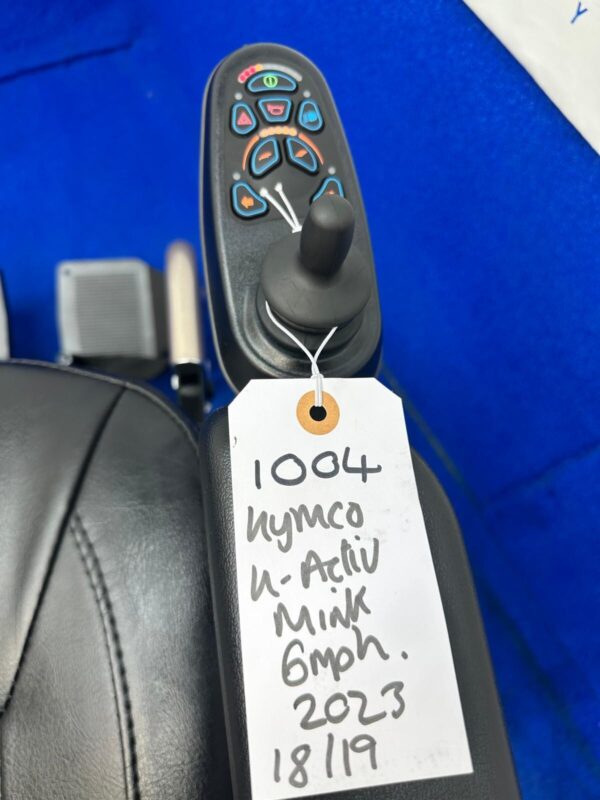 1004
Kymco
K-Activ
Mink
6mph.
2023
18/19